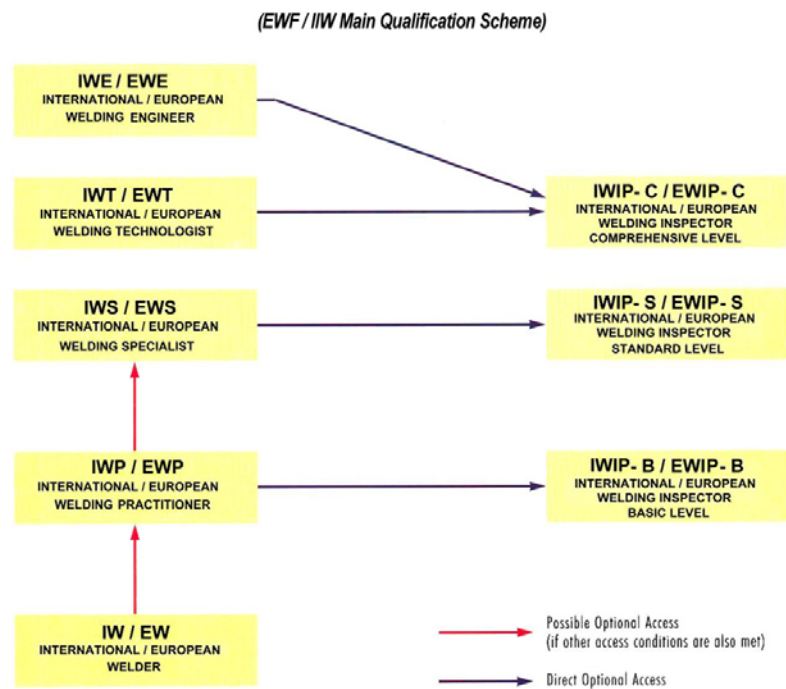 (EWF / IIW Main Qualification Scheme)
IWE / EWE
INTERNATIONAL / EUROPEAN
WELDING ENGINEER
IWT / EWT
INTERNATIONAL / EUROPEAN
WELDING TECHNOLOGIST
IWIP- C / EWIP- C
INTERNATIONAL / EUROPEAN
WELDING INSPECTOR
COMPREHENSIVE LEVEL
IWS / EWS
INTERNATIONAL / EUROPEAN
WELDING SPECIALIST
IWIP- S / EWIP- S
INTERNATIONAL / EUROPEAN
WELDING INSPECTOR
STANDARD LEVEL
IWP / EWP
INTERNATIONAL / EUROPEAN
WELDING PRACTITIONER
IWIP- B / EWIP- B
INTERNATIONAL / EUROPEAN
WELDING INSPECTOR
BASIC LEVEL
IW / EW
INTERNATIONAL / EUROPEAN
WELDER
Possible Optional Access
(if other access conditions are also met)
Direct Optional Access